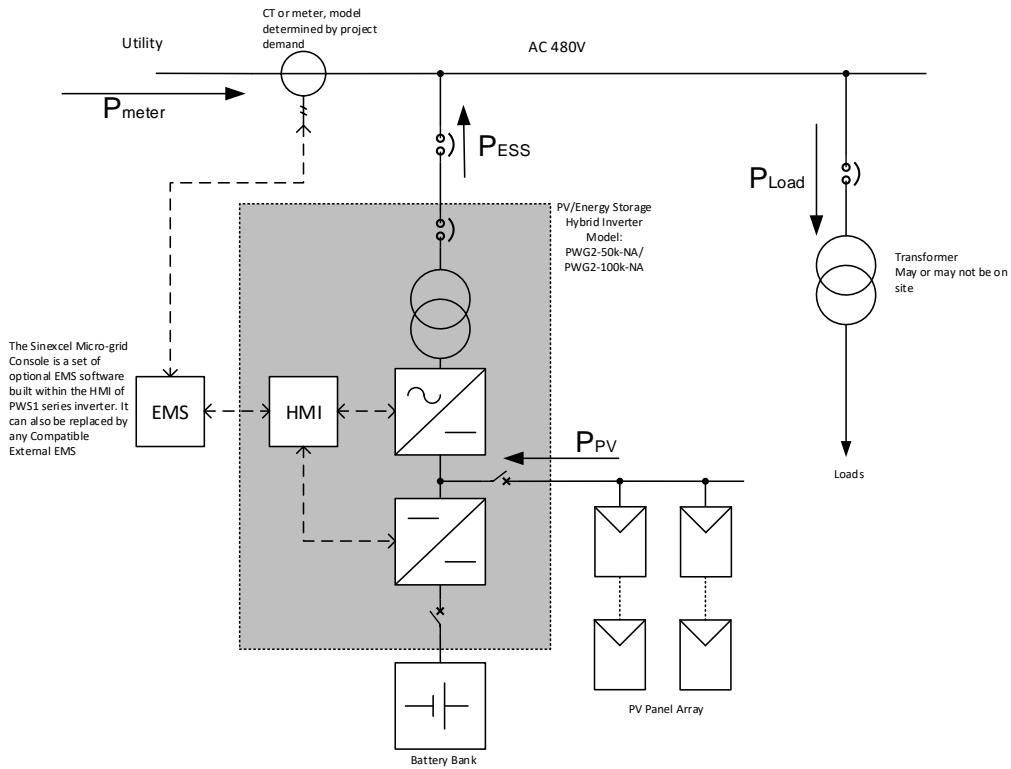 CT or meter, model
determined by project
demand
Utility
AC 480V
Pmeter
PESS
PLoad
PV/Energy Storage
Hybrid Inverter
Model:
PWG2-50k-NA/
PWG2-100k-NA
Transformer
May or may not be on
site
The Sinexcel Micro-grid
Console is a set of
optional EMS software
built within the HMI of
PWS1 series inverter. It
can also be replaced by
any Compatible
External EMS
EMS
HMI
PPV
Loads
PV Panel Array
Battery Bank